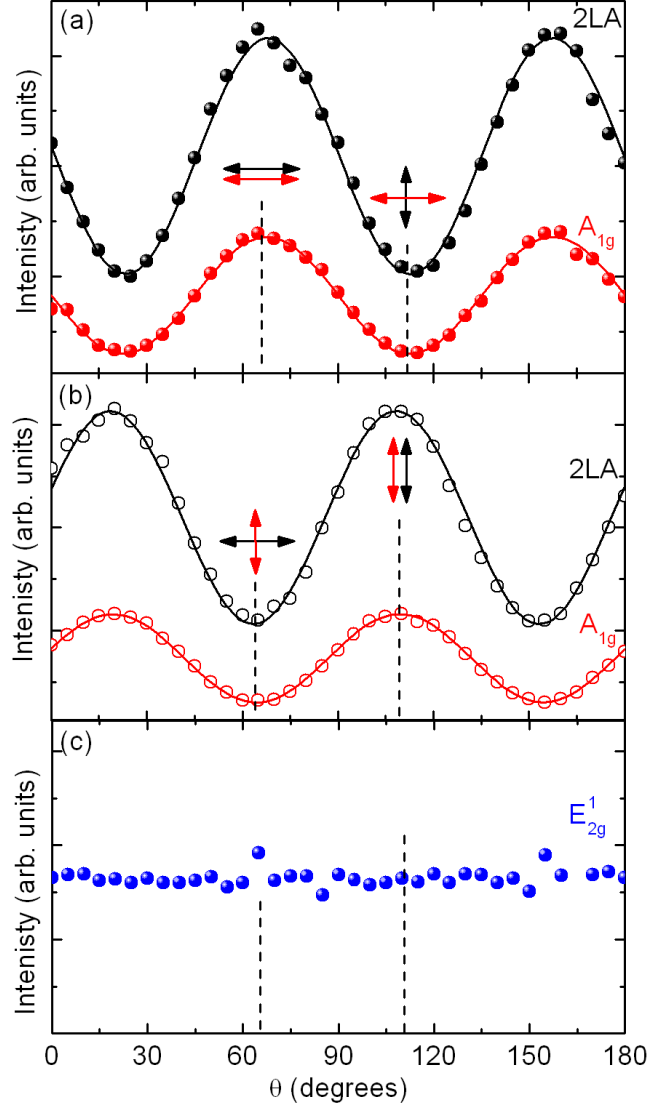 (a)
2LA
A1g
Intenisty (arb. units)
(b)
2LA
A1g
Intenisty (arb. units)
(c)
E12g
Intenisty (arb. units)
0 30 60 90 120 150 180
θ (degrees)